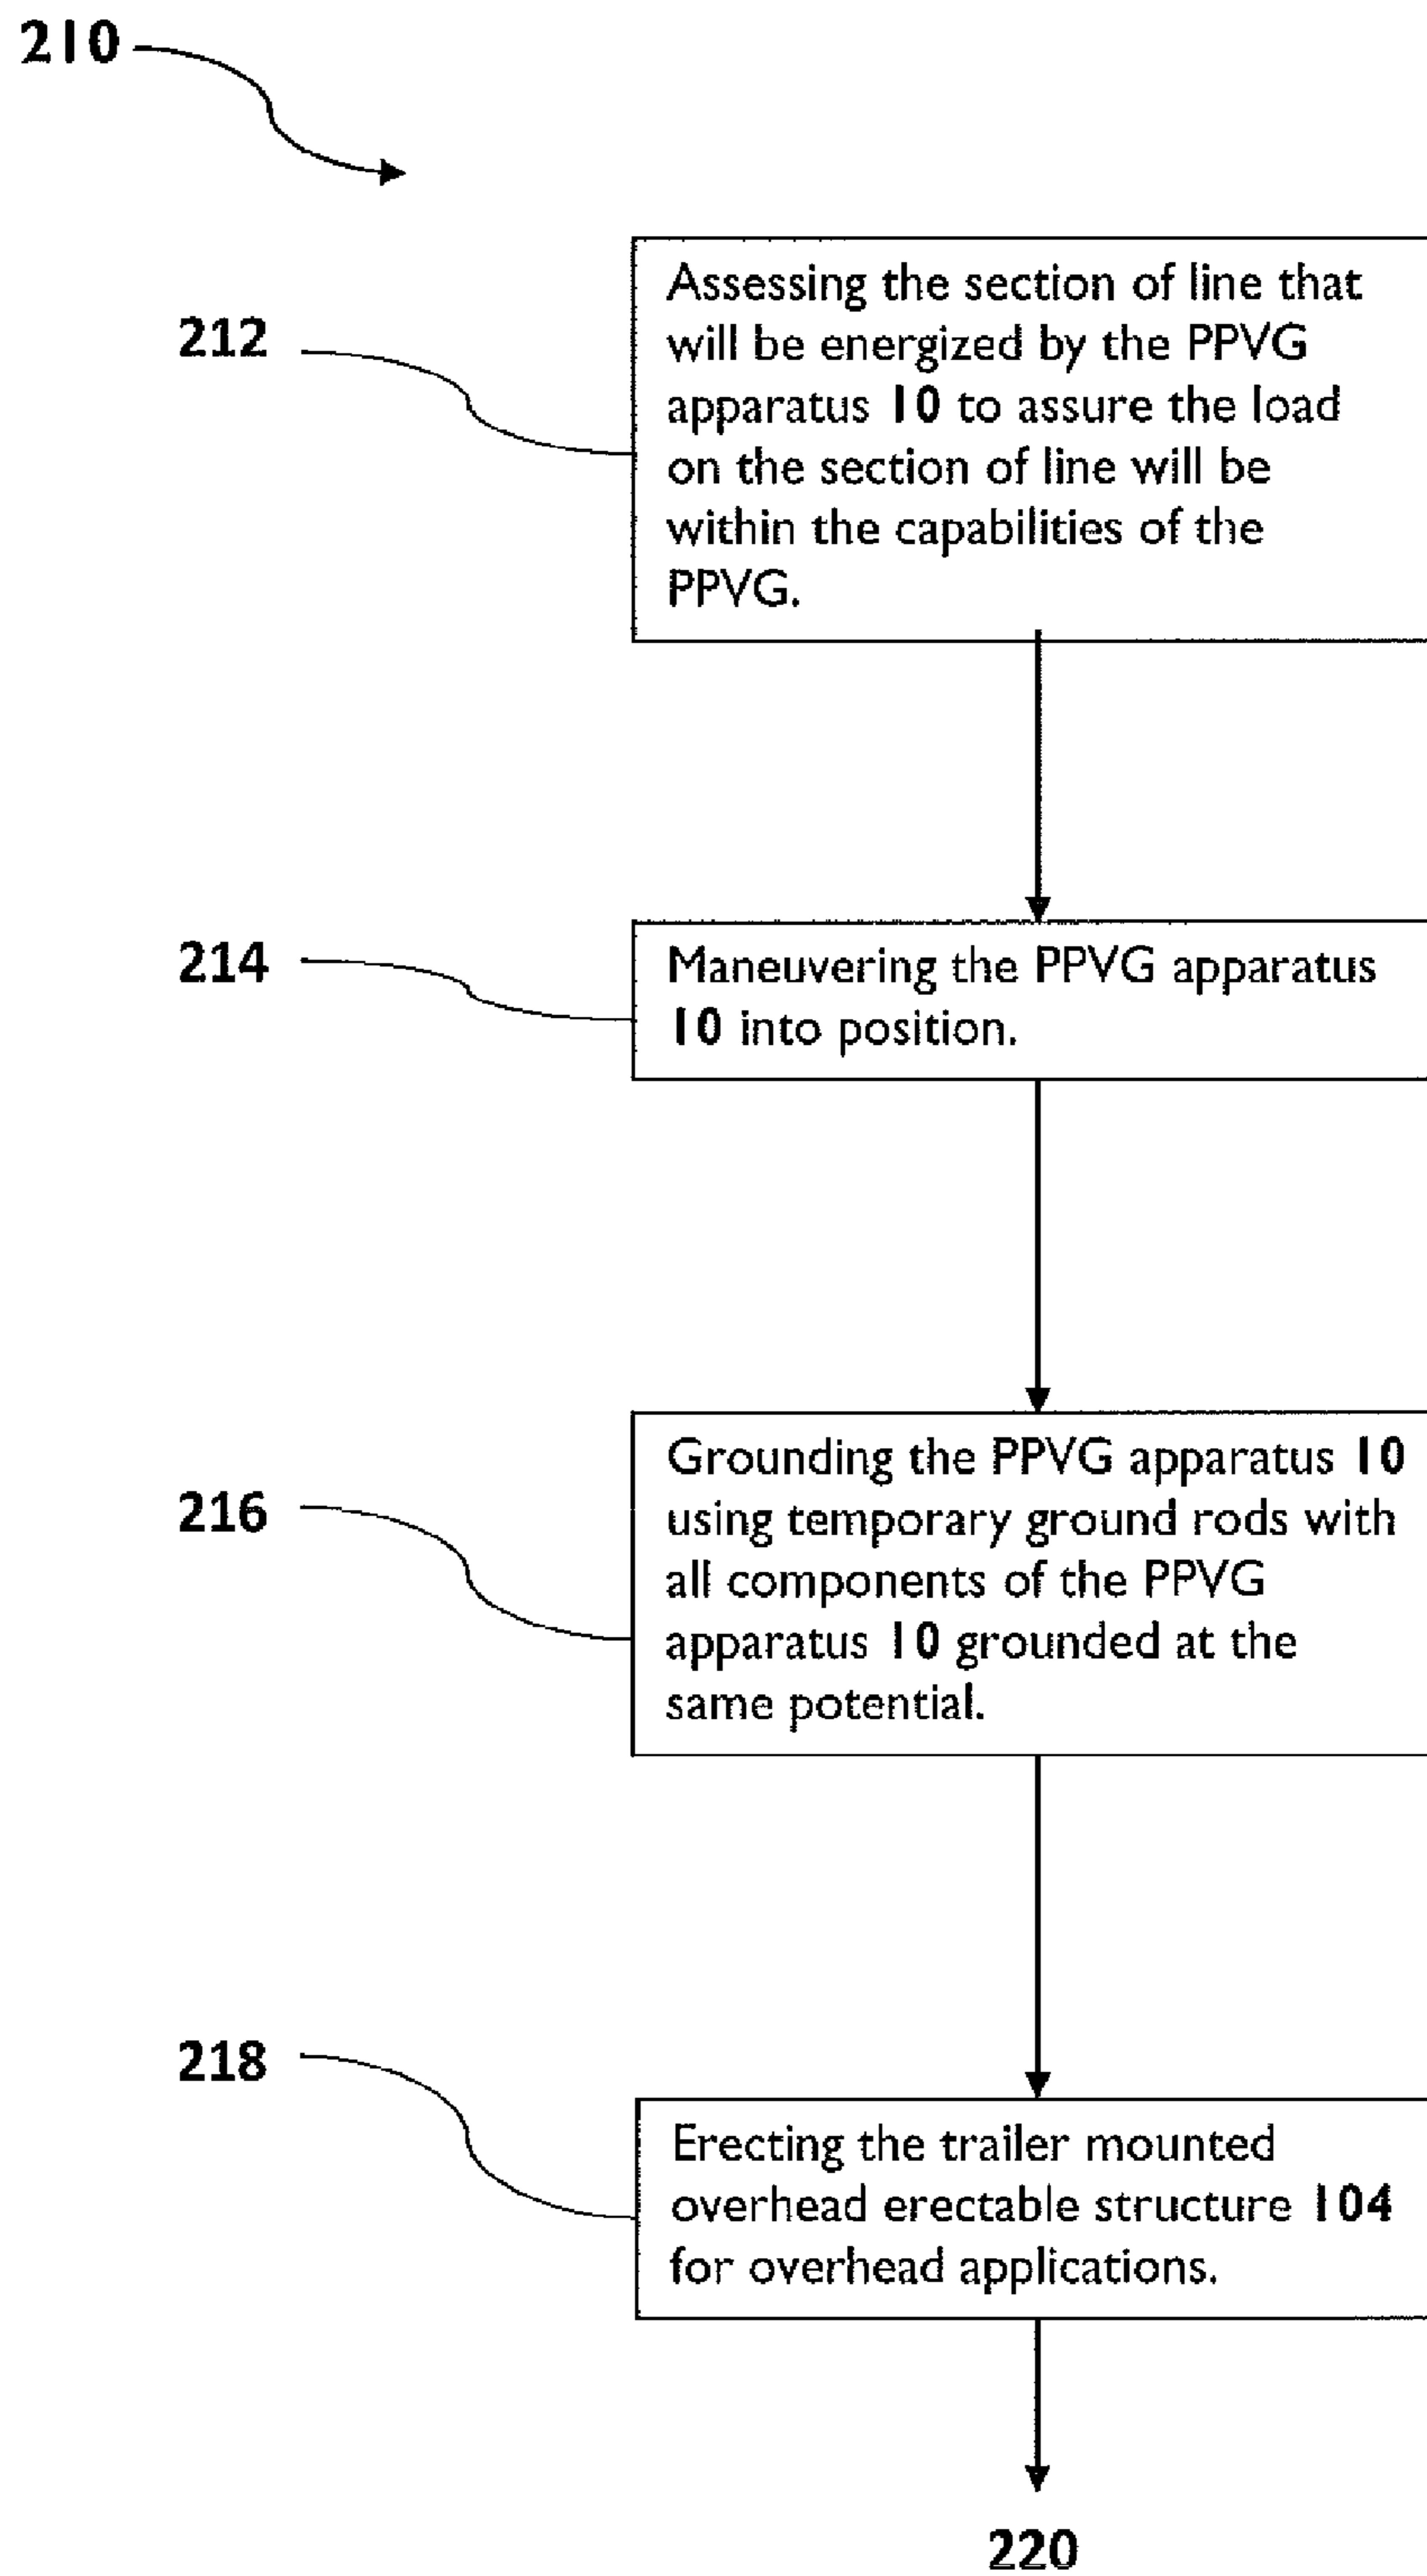 210
212
Assessing the section of line that
will be energized by the PPVG
apparatus 10 to assure the load
on the section of line will be
within the capabilities of the
PPVG.
214
Maneuvering the PPVG apparatus
10 into position.
216
Grounding the PPVG apparatus 10
using temporary ground rods with
all components of the PPVG
apparatus 10 grounded at the
same potential.
218
Erecting the trailer mounted
overhead erectable structure 104
for overhead applications.
220